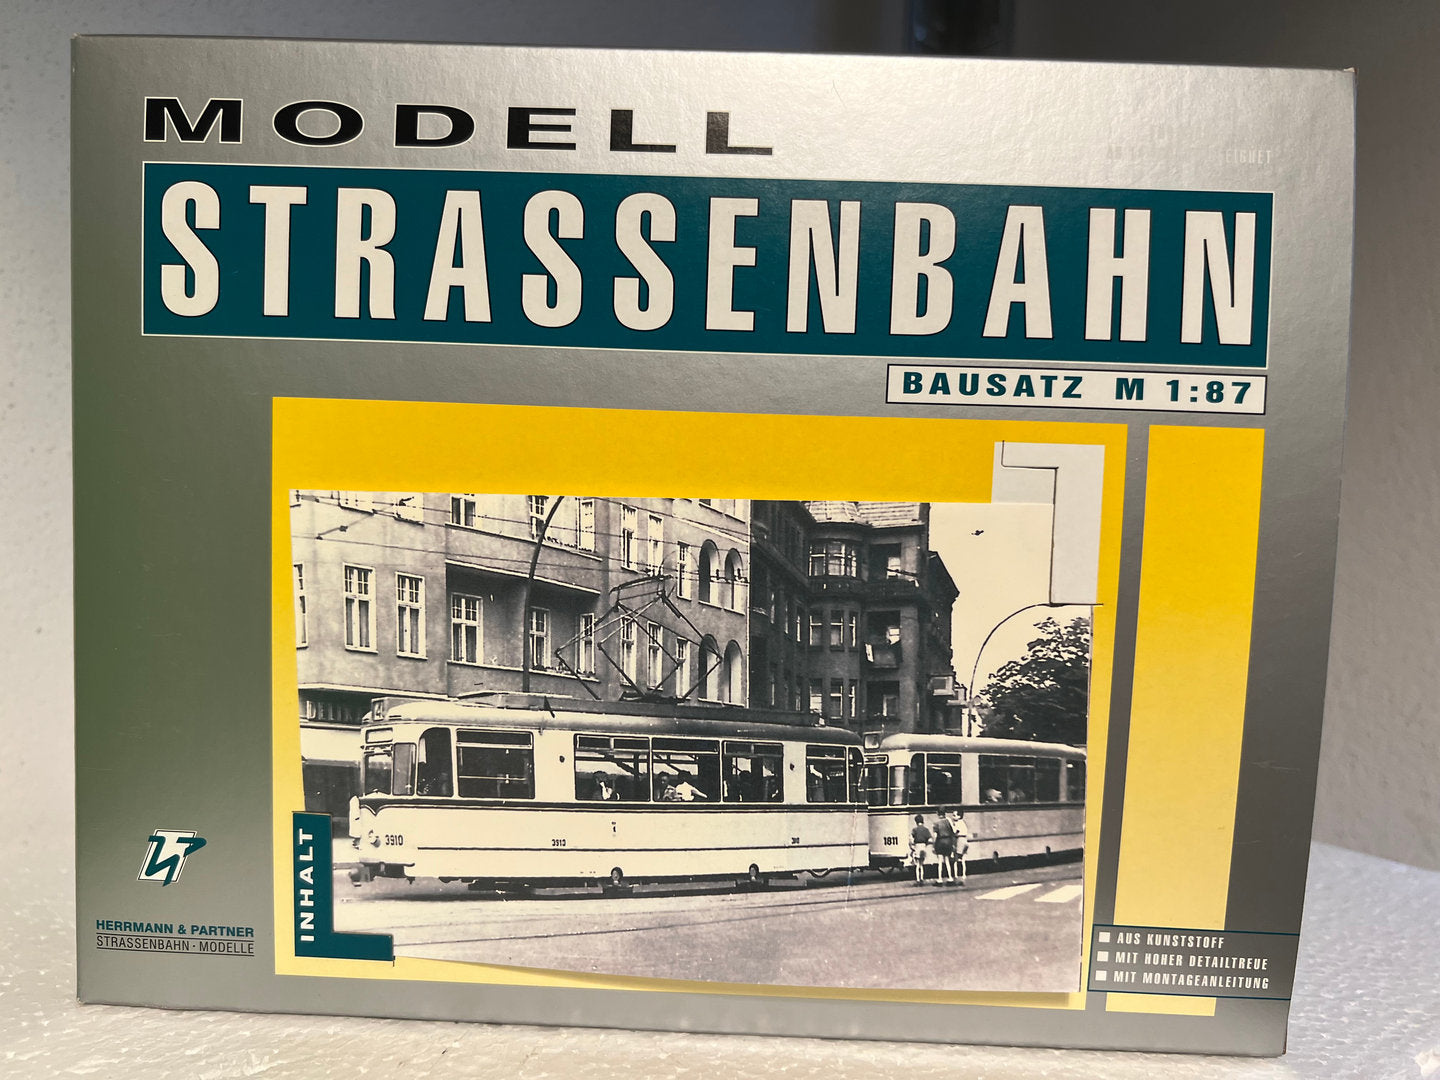 MODELL
STRASSENBAHN
BAUSATZ M 1:87
3910
3913
1811
INHALT
HERRMANN & PARTNER
STRASSENBAHN · MODELLE
AUS KUNSTSTOFF
MIT HOHER DETAILTREUE
MIT MONTAGEANLEITUNG